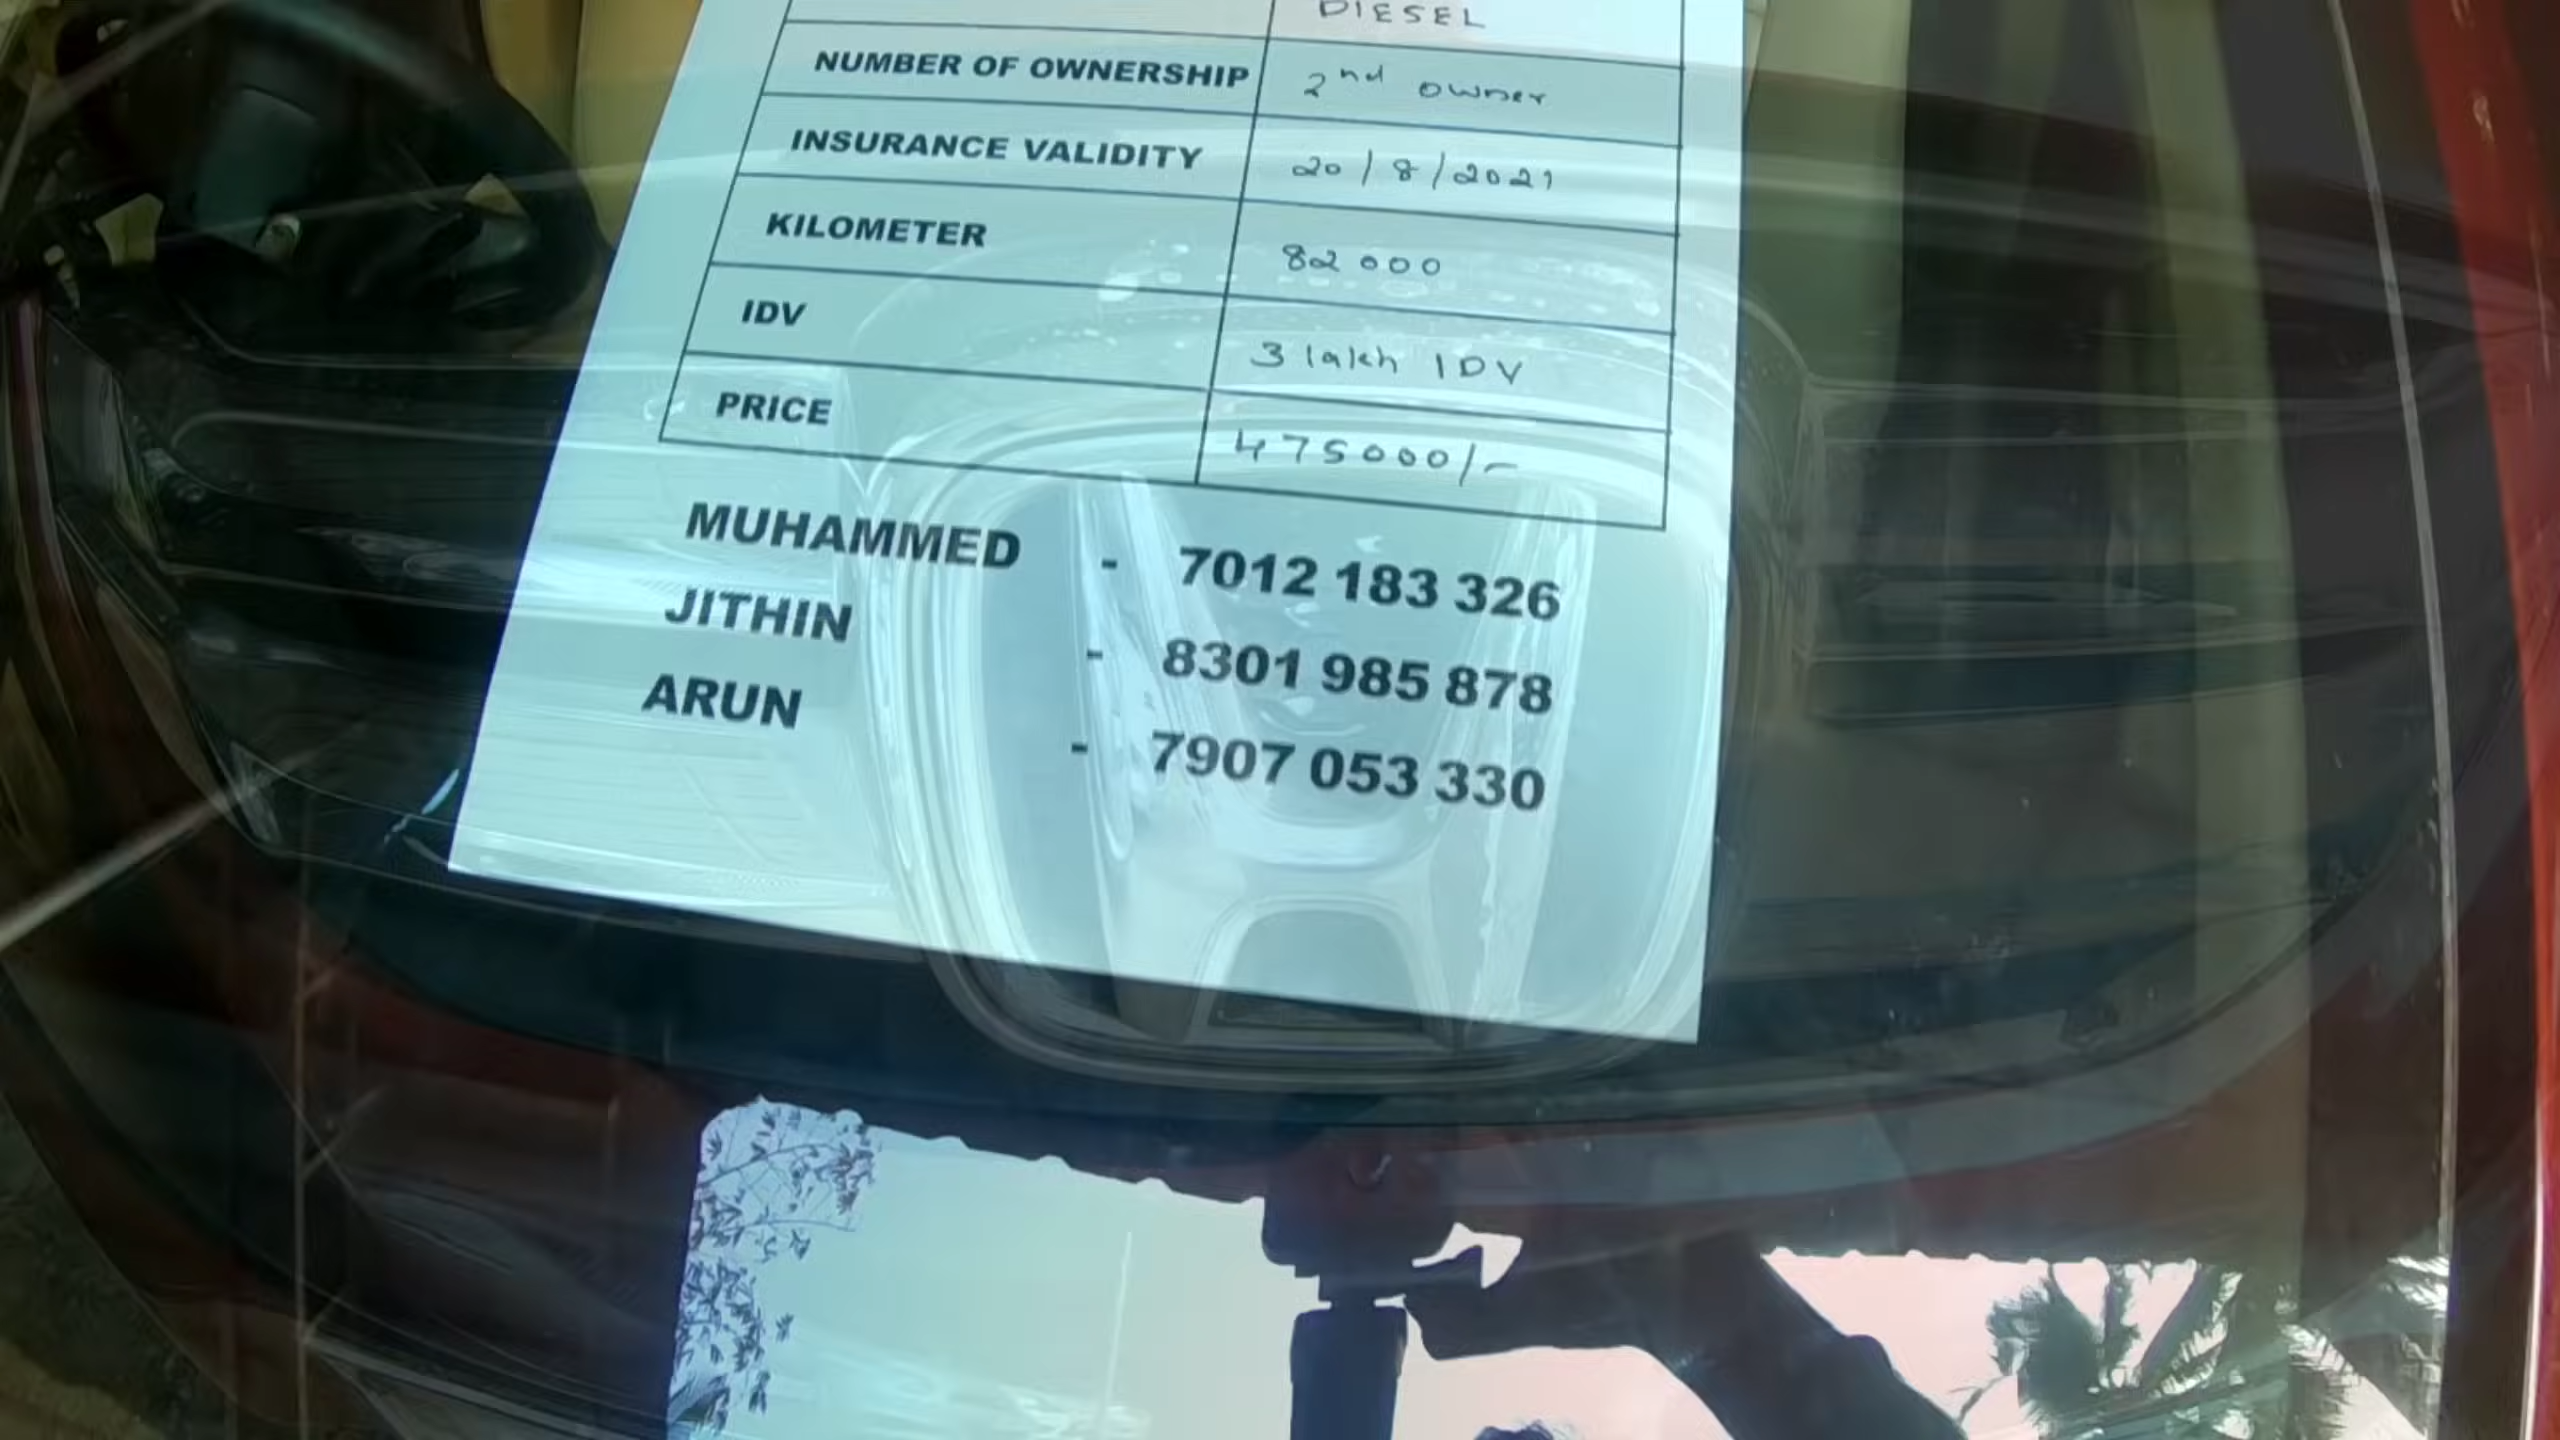 DIESEL
NUMBER OF OWNERSHIP 2nd owner
INSURANCE VALIDITY 20/8/2021
KILOMETER 82000
IDV 3 lakh IDV
PRICE 475000/-
MUHAMMED - 7012 183 326
JITHIN - 8301 985 878
ARUN - 7907 053 330